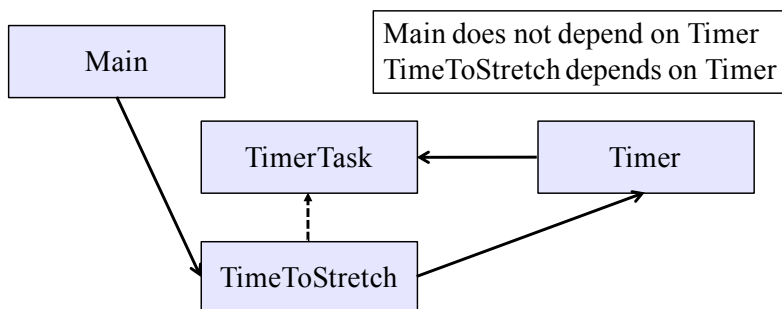 Main does not depend on Timer
TimeToStretch depends on Timer
Main
TimerTask
Timer
TimeToStretch